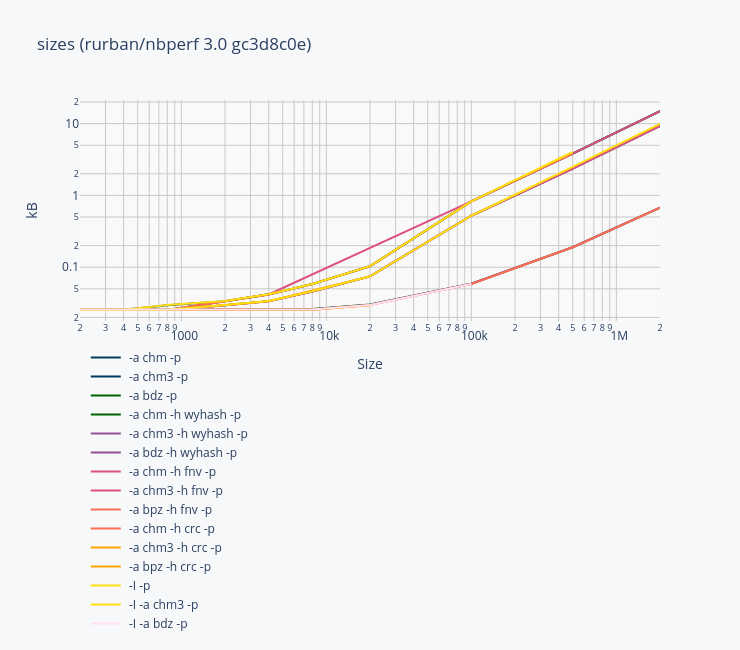 sizes (rurban/nbperf 3.0 gc3d8c0e)
2
10
5
2
1
5
2
0.1
5
2
kB
2 3 4 5 6 7 8 9 1000 2 3 4 5 6 7 8 9 10k 2 3 4 5 6 7 8 9 100k 2 3 4 5 6 7 8 9 1M 2
Size
-a chm -p
-a chm3 -p
-a bdz -p
-a chm -h wyhash -p
-a chm3 -h wyhash -p
-a bdz -h wyhash -p
-a chm -h fnv -p
-a chm3 -h fnv -p
-a bpz -h fnv -p
-a chm -h crc -p
-a chm3 -h crc -p
-a bpz -h crc -p
-I -p
-I -a chm3 -p
-I -a bdz -p